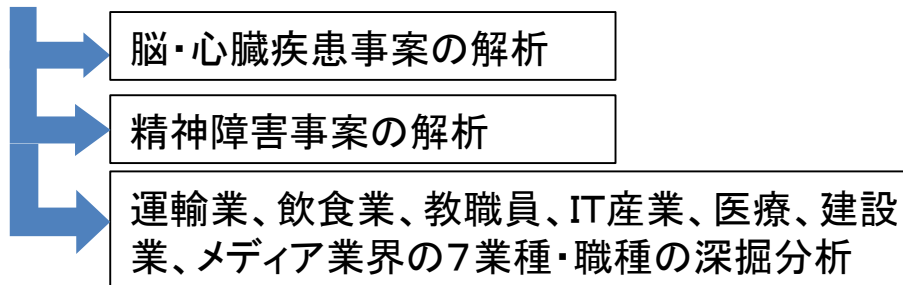 脳・心臓疾患事案の解析
精神障害事案の解析
運輸業、飲食業、教職員、IT産業、医療、建設
業、メディア業界の7業種・職種の深掘分析